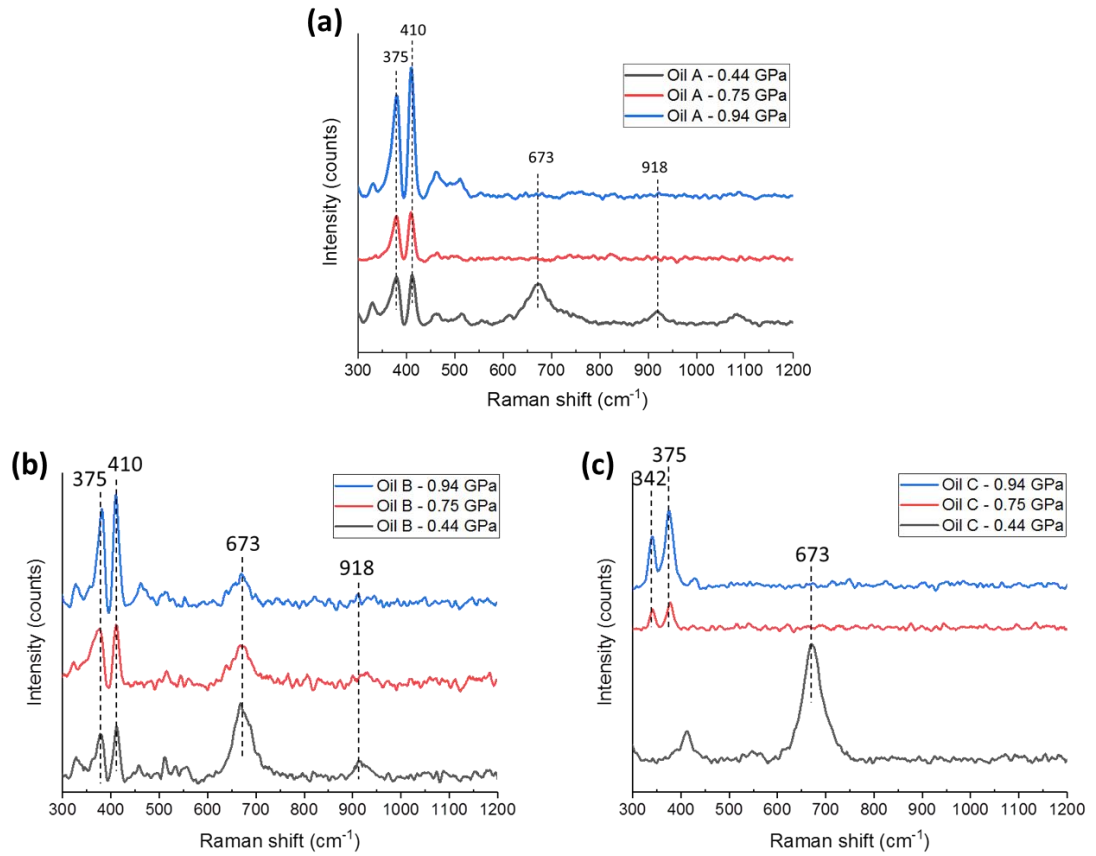 (a)
410
375
Oil A - 0.44 GPa
Oil A - 0.75 GPa
Oil A - 0.94 GPa
673
918
Intensity (counts)
300 400 500 600 700 800 900 1000 1100 1200
Raman shift (cm-1)
(b)
375 410
Oil B - 0.94 GPa
Oil B - 0.75 GPa
Oil B - 0.44 GPa
673
918
Intensity (counts)
300 400 500 600 700 800 900 1000 1100 1200
Raman shift (cm-1)
(c)
375
342
Oil C - 0.94 GPa
Oil C - 0.75 GPa
Oil C - 0.44 GPa
673
Intensity (counts)
300 400 500 600 700 800 900 1000 1100 1200
Raman shift (cm-1)